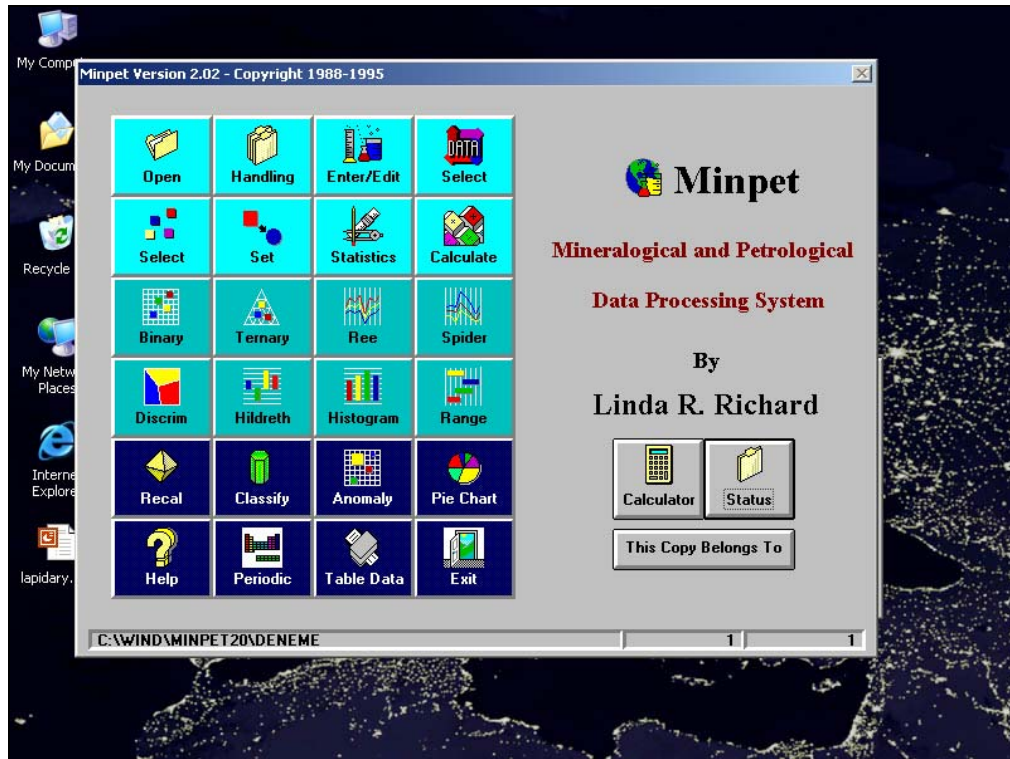 My Comp
My Docum
Recycle
My Netw
Places
Interne
Explore
lapidary.
Minpet Version 2.02 - Copyright 1988-1995
Open
Handling
Enter/Edit
DATA
Select
Select
Set
Statistics
Calculate
Binary
Ternary
Ree
Spider
Discrim
Hildreth
Histogram
Range
Recal
Classify
Anomaly
Pie Chart
Help
Periodic
Table Data
Exit
Minpet
Mineralogical and Petrological
Data Processing System
By
Linda R. Richard
Calculator
Status
This Copy Belongs To
C:\WIND\MINPET20\DENEME
1
1